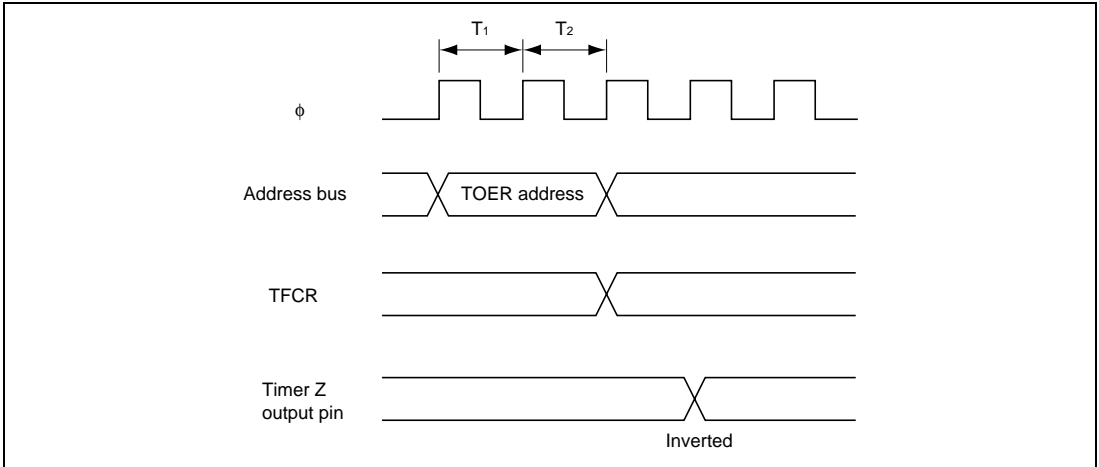 T1 T2
ϕ
Address bus TOER address
TFCR
Timer Z
output pin
Inverted